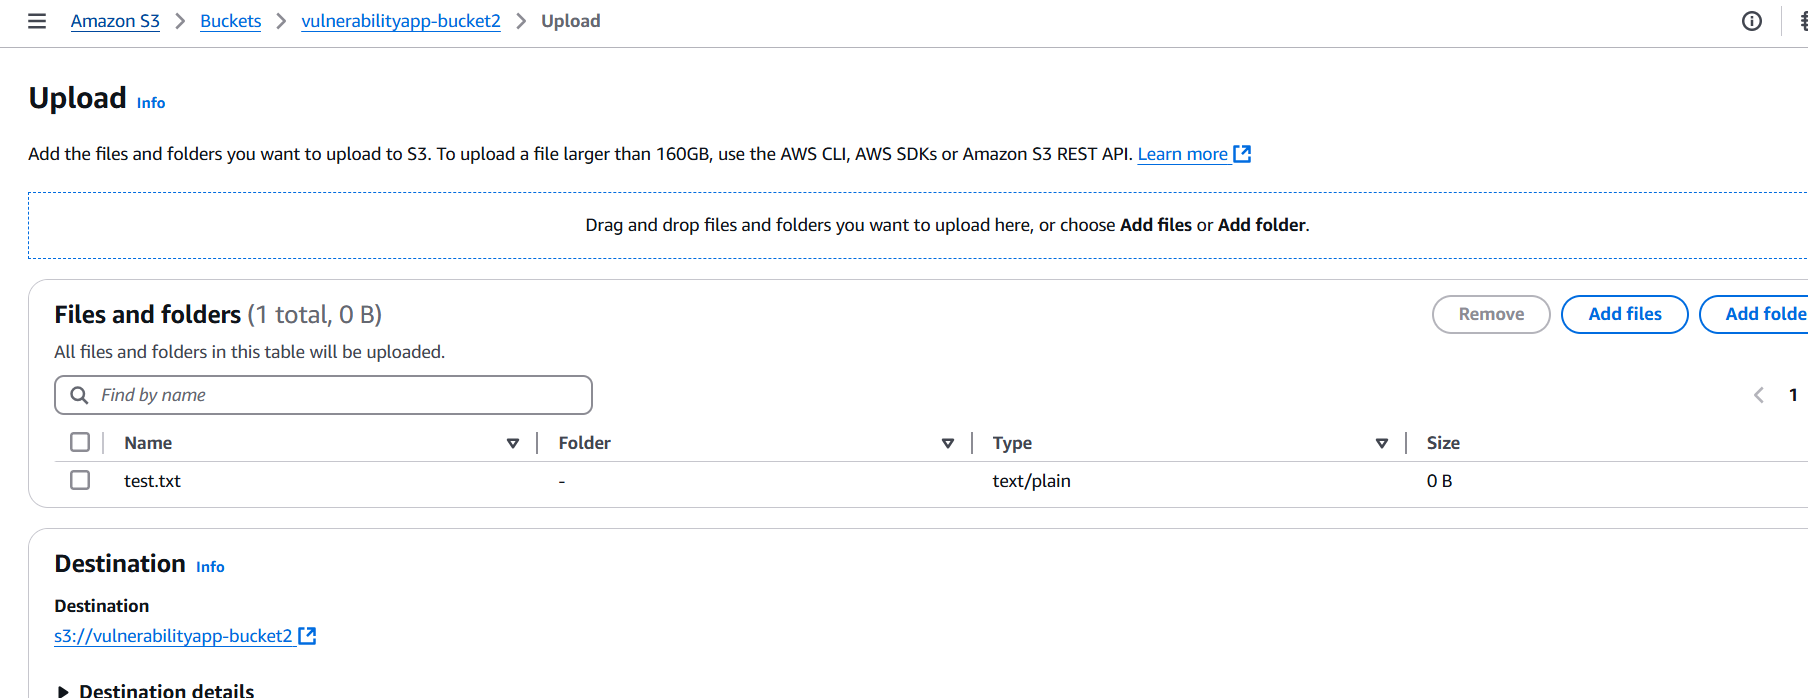 Amazon S3 > Buckets > vulnerabilityapp-bucket2 > Upload
Upload Info
Add the files and folders you want to upload to S3. To upload a file larger than 160GB, use the AWS CLI, AWS SDKs or Amazon S3 REST API. Learn more
Drag and drop files and folders you want to upload here, or choose Add files or Add folder.
Files and folders (1 total, 0 B)
Remove Add files Add folde
All files and folders in this table will be uploaded.
Find by name
1
Name Folder Type Size
test.txt - text/plain 0 B
Destination Info
Destination
s3://vulnerabilityapp-bucket2
Destination details